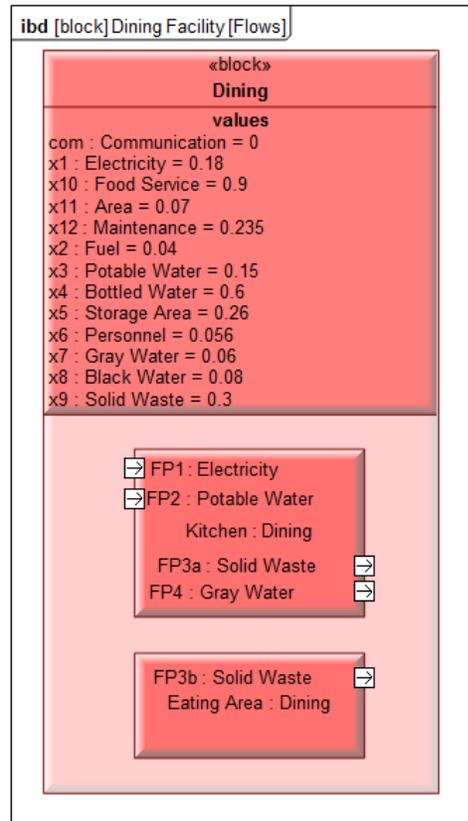 ibd [block] Dining Facility [Flows]
«block»
Dining
values
com : Communication = 0
x1 : Electricity = 0.18
x10 : Food Service = 0.9
x11 : Area = 0.07
x12 : Maintenance = 0.235
x2 : Fuel = 0.04
x3 : Potable Water = 0.15
x4 : Bottled Water = 0.6
x5 : Storage Area = 0.26
x6 : Personnel = 0.056
x7 : Gray Water = 0.06
x8 : Black Water = 0.08
x9 : Solid Waste = 0.3
FP1 : Electricity
FP2 : Potable Water
Kitchen : Dining
FP3a : Solid Waste
FP4 : Gray Water
FP3b : Solid Waste
Eating Area : Dining